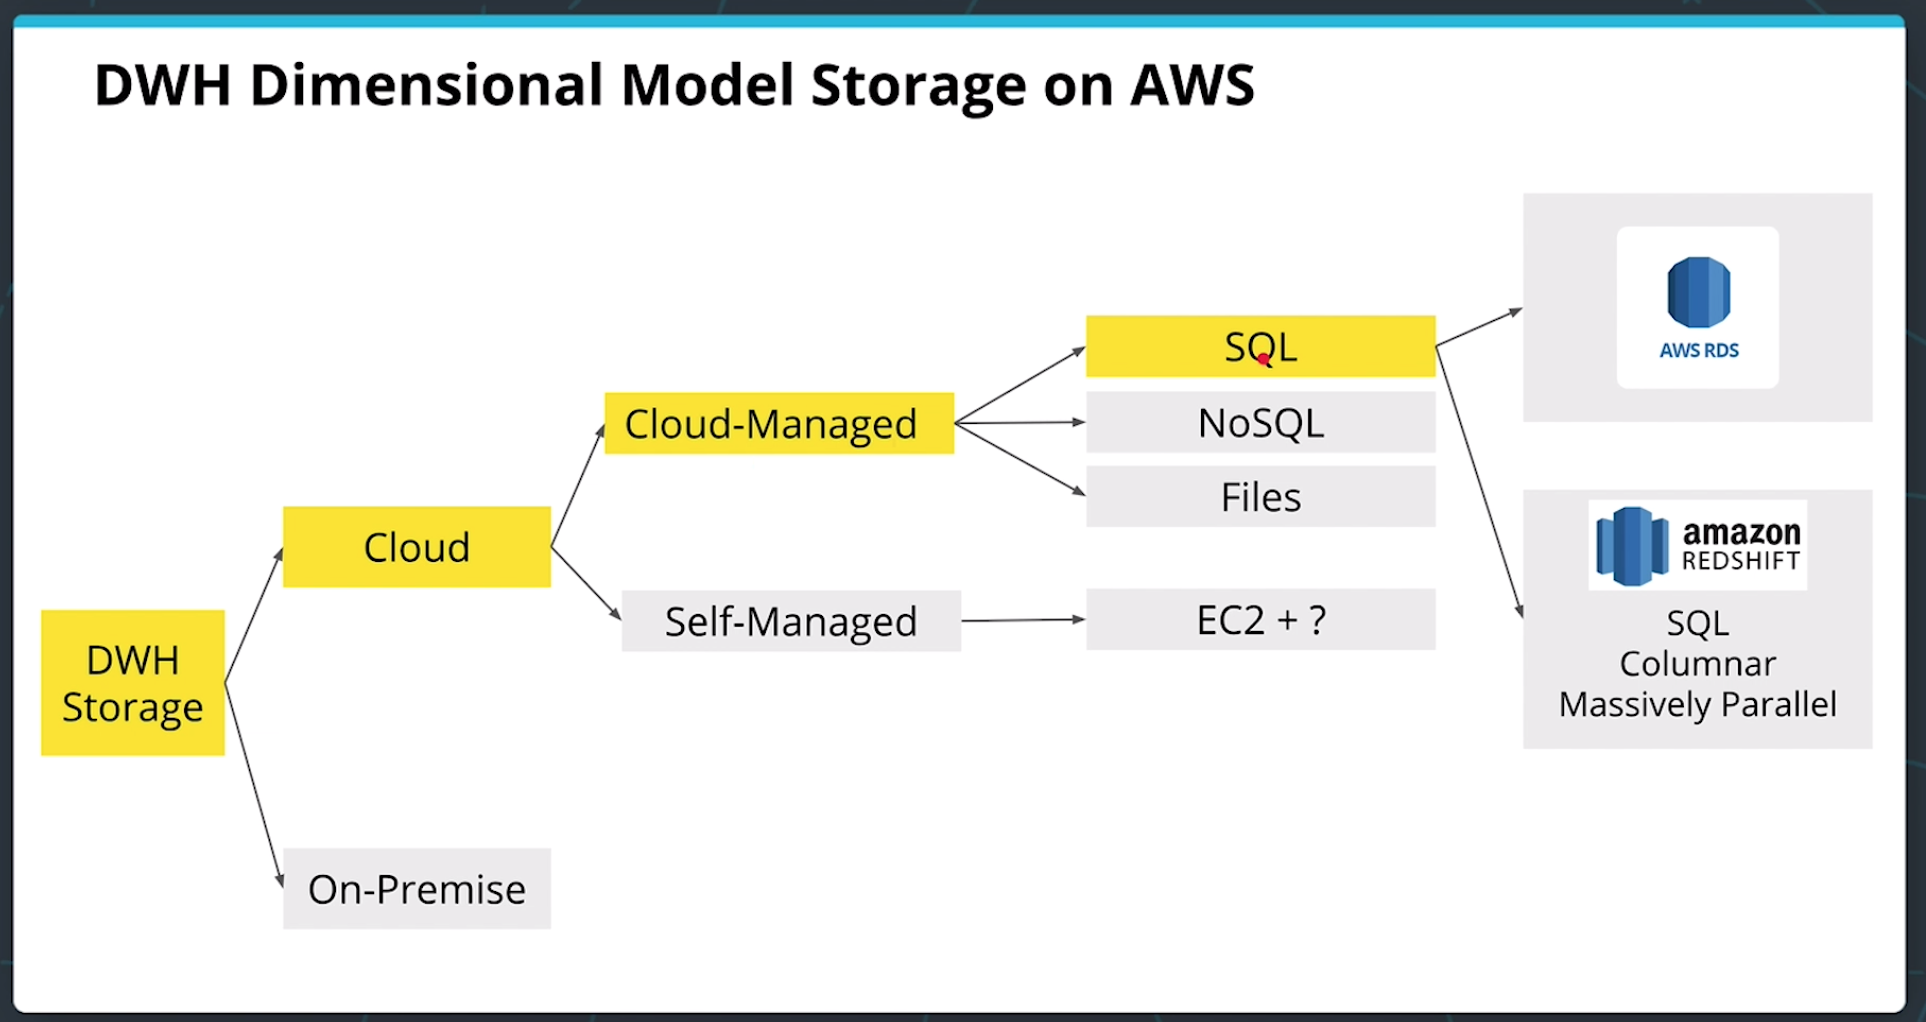 DWH Dimensional Model Storage on AWS
AWS RDS
SQL
Cloud-Managed
NoSQL
Files
amazon
REDSHIFT
Cloud
Self-Managed
EC2 + ?
SQL
Columnar
Massively Parallel
DWH
Storage
On-Premise